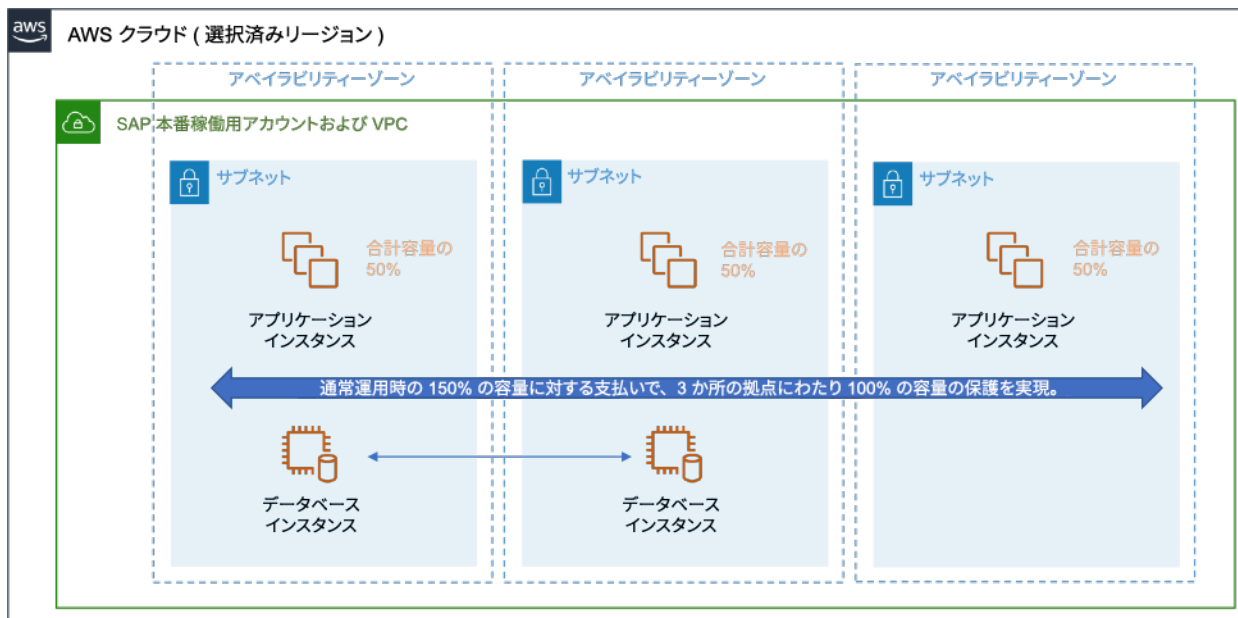 aws
AWS クラウド ( 選択済みリージョン )
アベイラビリティーゾーン
アベイラビリティーゾーン
アベイラビリティーゾーン
SAP 本番稼働用アカウントおよび VPC
サブネット
サブネット
サブネット
合計容量の
50%
合計容量の
50%
合計容量の
50%
アプリケーション
インスタンス
アプリケーション
インスタンス
アプリケーション
インスタンス
通常運用時の 150% の容量に対する支払いで、3 か所の拠点にわたり 100% の容量の保護を実現。
データベース
インスタンス
データベース
インスタンス